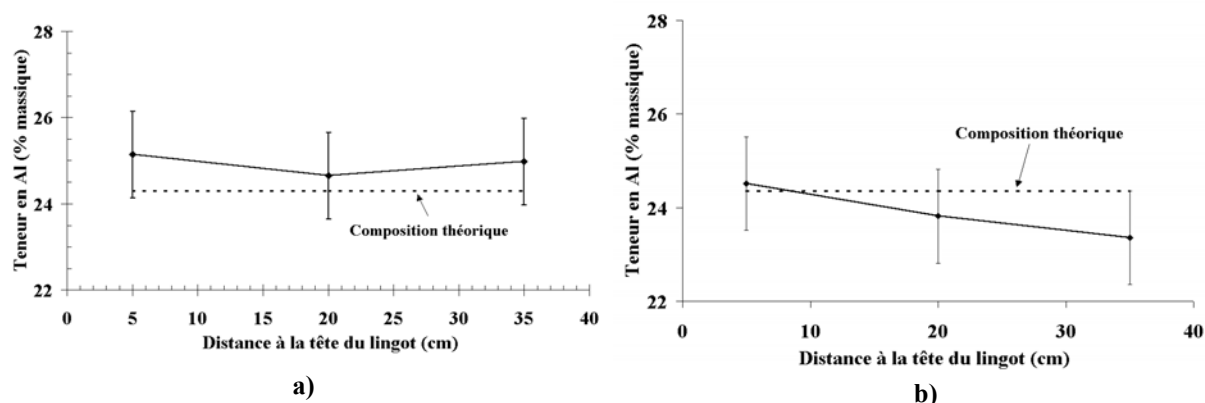 28
26
24
22
Teneur en Al (% massique)
Composition théorique
0 5 10 15 20 25 30 35 40
Distance à la tête du lingot (cm)
a)
28
26
24
22
Teneur en Al (% massique)
Composition théorique
0 10 20 30 40
Distance à la tête du lingot (cm)
b)